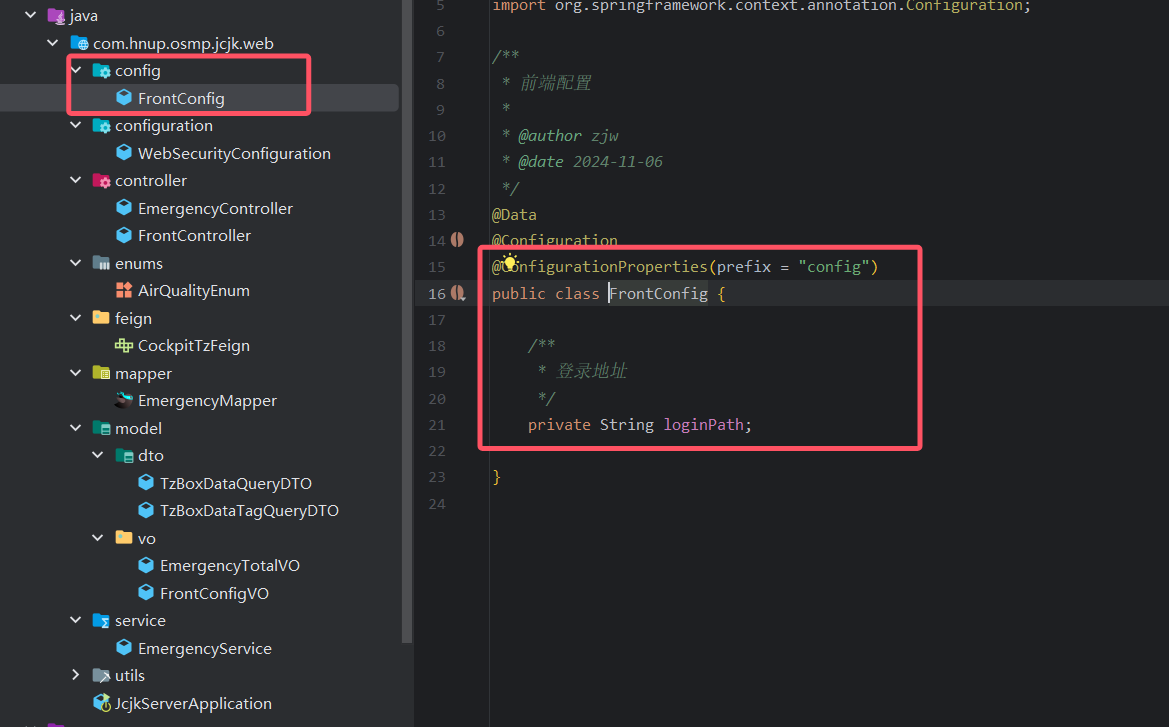 java
com.hnup.osmp.jcjk.web
config
FrontConfig
configuration
WebSecurityConfiguration
controller
EmergencyController
FrontController
enums
AirQualityEnum
feign
CockpitTzFeign
mapper
EmergencyMapper
model
dto
TzBoxDataQueryDTO
TzBoxDataTagQueryDTO
vo
EmergencyTotalVO
FrontConfigVO
service
EmergencyService
utils
JcjkServerApplication
5 import org.springframework.context.annotation.Configuration;
6
7 /**
8 * 前端配置
9 *
10 * @author zjw
11 * @date 2024-11-06
12 */
13 @Data
14 @Configuration
15 @ConfigurationProperties(prefix = "config")
16 public class FrontConfig {
17
18 /**
19 * 登录地址
20 */
21 private String loginPath;
22
23 }
24